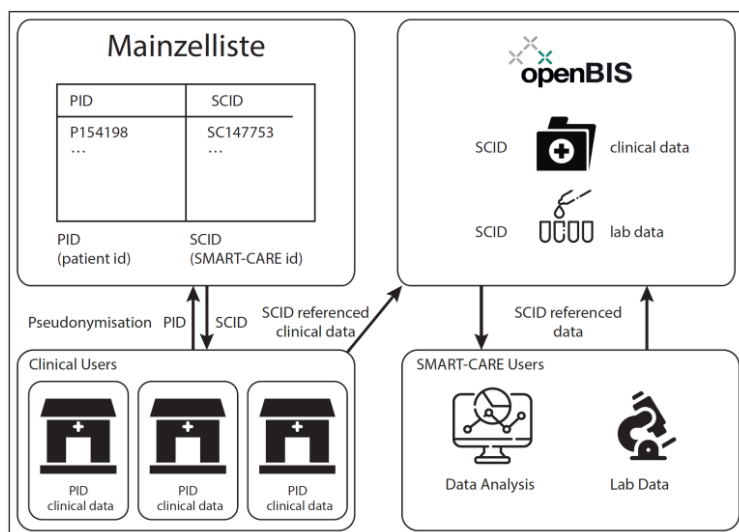 Mainzelliste
PID SCID
P154198 SC147753
... ...
PID SCID
(patient id) (SMART-CARE id)
openBIS
SCID clinical data
SCID lab data
Pseudonymisation PID SCID
SCID referenced
clinical data
SCID referenced
data
Clinical Users
PID
clinical data
PID
clinical data
PID
clinical data
SMART-CARE Users
Data Analysis Lab Data